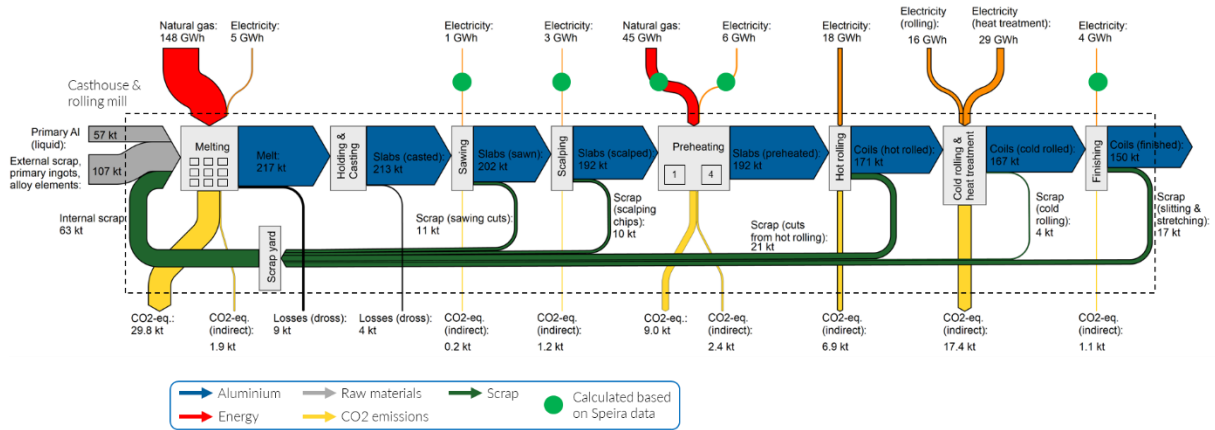 Natural gas:
148 GWh
Electricity:
5 GWh
Electricity:
1 GWh
Electricity:
3 GWh
Natural gas:
45 GWh
Electricity:
6 GWh
Electricity:
18 GWh
Electricity
(rolling):
16 GWh
Electricity
(heat treatment):
29 GWh
Electricity:
4 GWh
Casthouse &
rolling mill
Primary Al
(liquid):
57 kt
External scrap,
primary ingots,
alloy elements:
107 kt
Internal scrap
63 kt
Melting
Melt:
217 kt
Holding &
Casting
Slabs (casted)
213 kt
Sawing
Slabs (sawn)
202 kt
Scalping
Slabs (scalped)
192 kt
Preheating
1
4
Slabs (preheated)
192 kt
Hot rolling
Coils (hot rolled)
171 kt
Cold rolling &
heat treatment
Coils (cold rolled)
167 kt
Finishing
Coils (finished)
150 kt
Scrap yard
Scrap (sawing cuts):
11 kt
Scrap
(scalping
chips):
10 kt
Scrap (cuts
from hot rolling):
21 kt
Scrap
(cold
rolling):
4 kt
Scrap
(slitting &
stretching):
17 kt
CO2-eq.:
29.8 kt
CO2-eq.
(indirect):
1.9 kt
Losses (dross):
9 kt
Losses (dross):
4 kt
CO2-eq.
(indirect):
0.2 kt
CO2-eq.
(indirect):
1.2 kt
CO2-eq.:
9.0 kt
CO2-eq.
(indirect):
2.4 kt
CO2-eq.
(indirect):
6.9 kt
CO2-eq.
(indirect):
17.4 kt
CO2-eq.
(indirect):
1.1 kt
Aluminium
Raw materials
Scrap
Calculated based
on Speira data
Energy
CO2 emissions